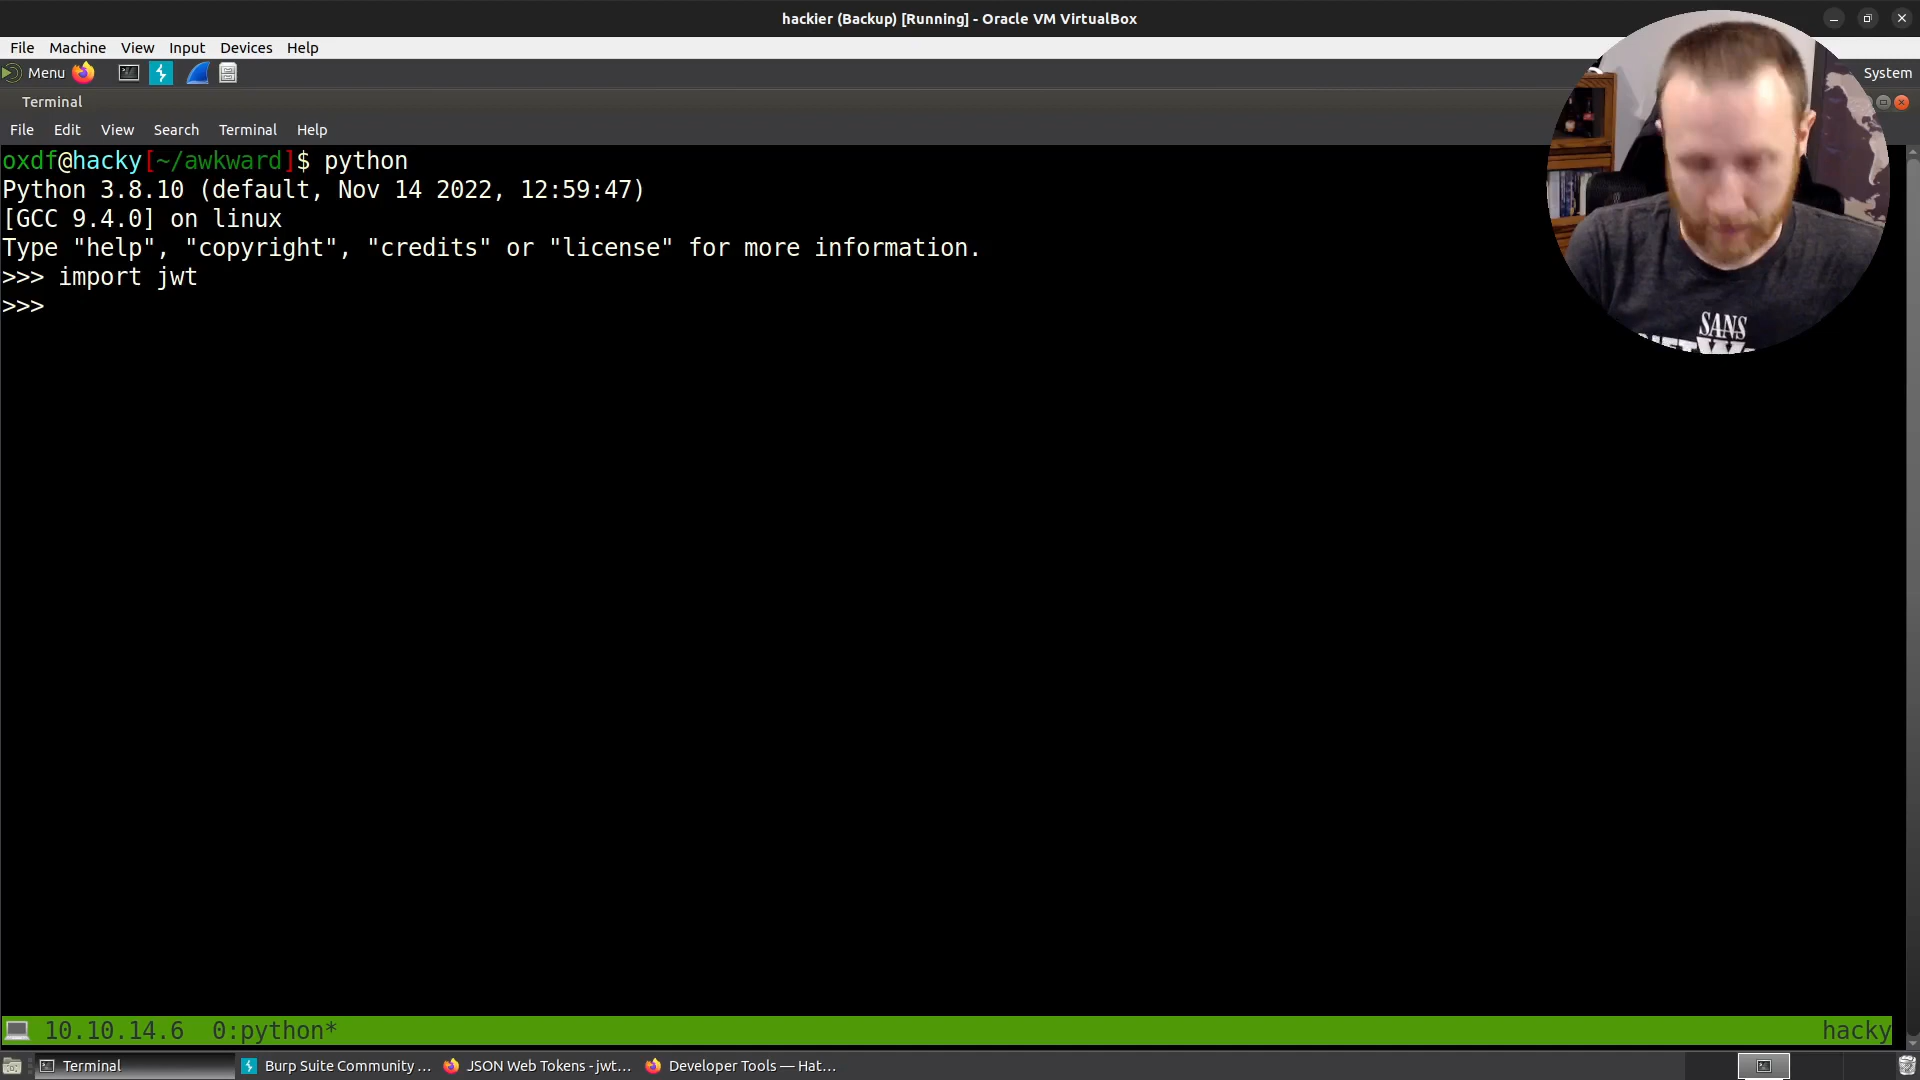 hackier (Backup) [Running] - Oracle VM VirtualBox
File Machine View Input Devices Help
Menu
System
Terminal
File Edit View Search Terminal Help
oxdf@hacky[~/awkward]$ python
Python 3.8.10 (default, Nov 14 2022, 12:59:47)
[GCC 9.4.0] on linux
Type "help", "copyright", "credits" or "license" for more information.
>>> import jwt
>>>
SANS
10.10.14.6 0:python*
hacky
Terminal
Burp Suite Community ...
JSON Web Tokens - jwt...
Developer Tools — Hat...